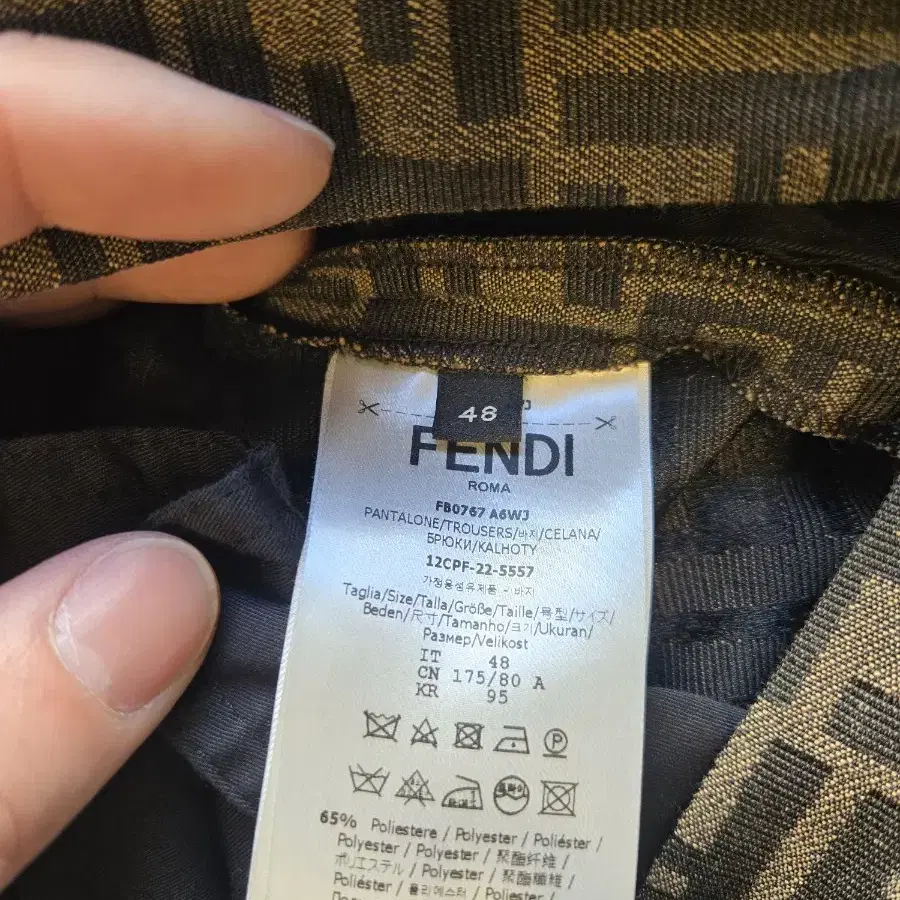 48
FENDI
ROMA
FB0767 A6WJ
PANTALONE/TROUSERS/바지/CELANA/
БРЮКИ/KALHOTY
12CPF-22-5557
가정용섬유제품 - 바지
Taglia/Size/Talla/Größe/Taille/号型/サイズ/
Beden/尺寸/Tamanho/크기/Ukuran/
Размер/Velikost
IT 48
CN 175/80 A
KR 95
P
65% Poliestere / Polyester / Poliéster /
Polyester / Polyester / 聚酯纤维 /
ポリエステル / Polyester / 聚酯纖維 /
Poliéster / 폴리에스터 / Polyester /